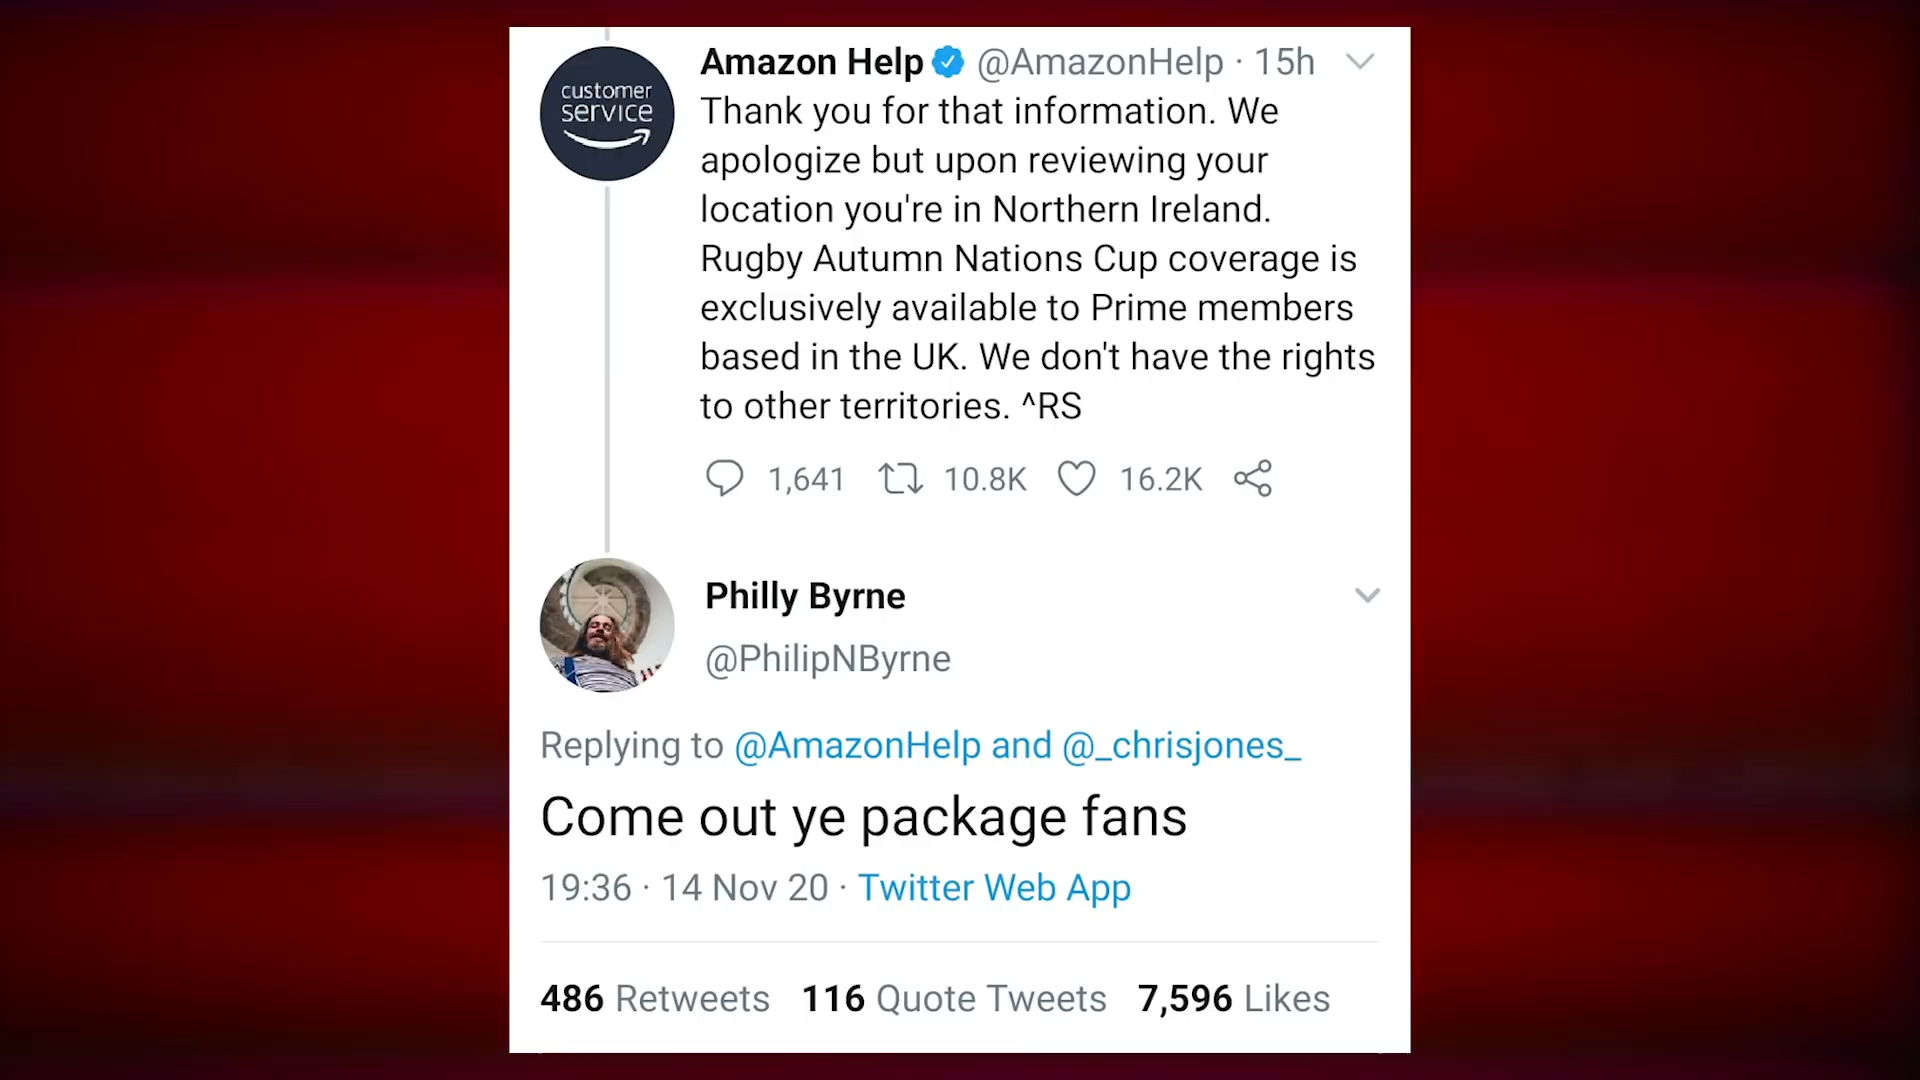 customer
service
Amazon Help @AmazonHelp · 15h
Thank you for that information. We
apologize but upon reviewing your
location you're in Northern Ireland.
Rugby Autumn Nations Cup coverage is
exclusively available to Prime members
based in the UK. We don't have the rights
to other territories. ^RS
1,641 10.8K 16.2K
Philly Byrne
@PhilipNByrne
Replying to @AmazonHelp and @_chrisjones_
Come out ye package fans
19:36 · 14 Nov 20 · Twitter Web App
486 Retweets 116 Quote Tweets 7,596 Likes